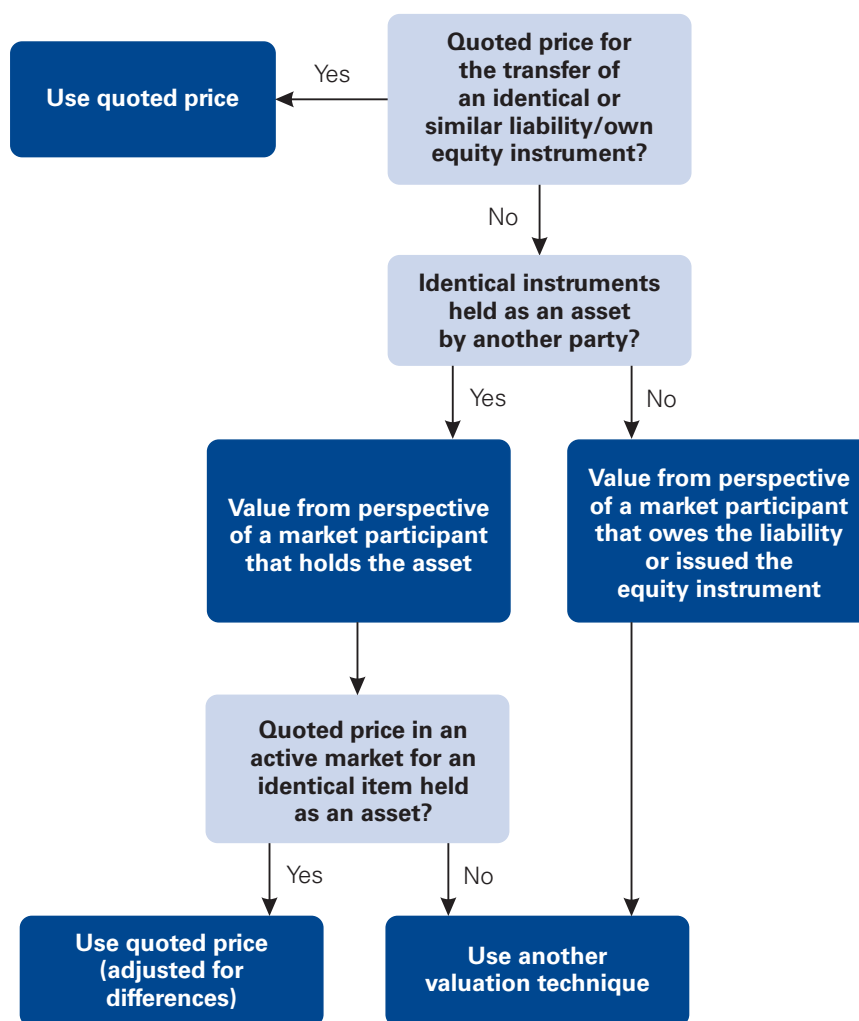 Quoted price for
the transfer of
an identical or
similar liability/own
equity instrument?
Yes
Use quoted price
No
Identical instruments
held as an asset
by another party?
Yes
No
Value from perspective
of a market participant
that holds the asset
Value from perspective
of a market participant
that owes the liability
or issued the
equity instrument
Quoted price in an
active market for an
identical item held
as an asset?
Yes
No
Use quoted price
(adjusted for
differences)
Use another
valuation technique